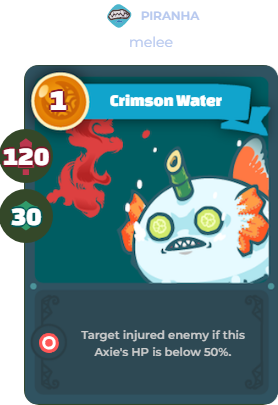 PIRANHA
melee
1
Crimson Water
120
30
Target injured enemy if this
Axie's HP is below 50%.